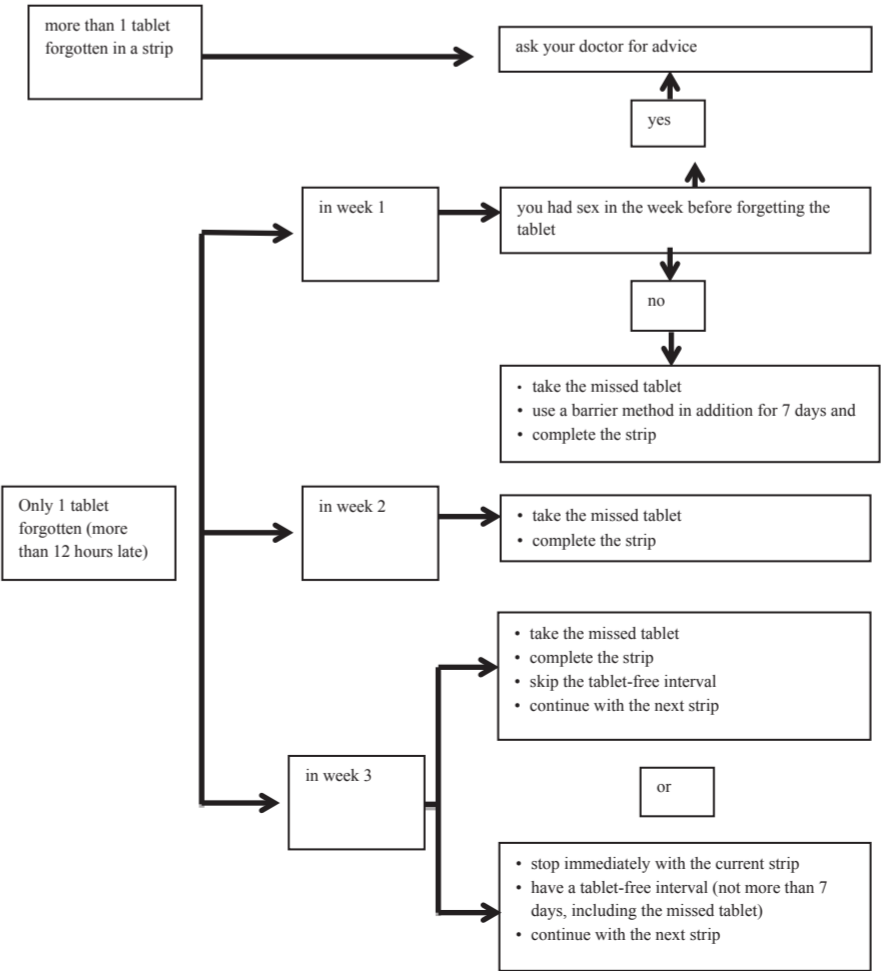 more than 1 tablet
forgotten in a strip
ask your doctor for advice
yes
in week 1
you had sex in the week before forgetting the
tablet
no
• take the missed tablet
• use a barrier method in addition for 7 days and
• complete the strip
Only 1 tablet
forgotten (more
than 12 hours late)
in week 2
• take the missed tablet
• complete the strip
• take the missed tablet
• complete the strip
• skip the tablet-free interval
• continue with the next strip
in week 3
or
• stop immediately with the current strip
• have a tablet-free interval (not more than 7
days, including the missed tablet)
• continue with the next strip